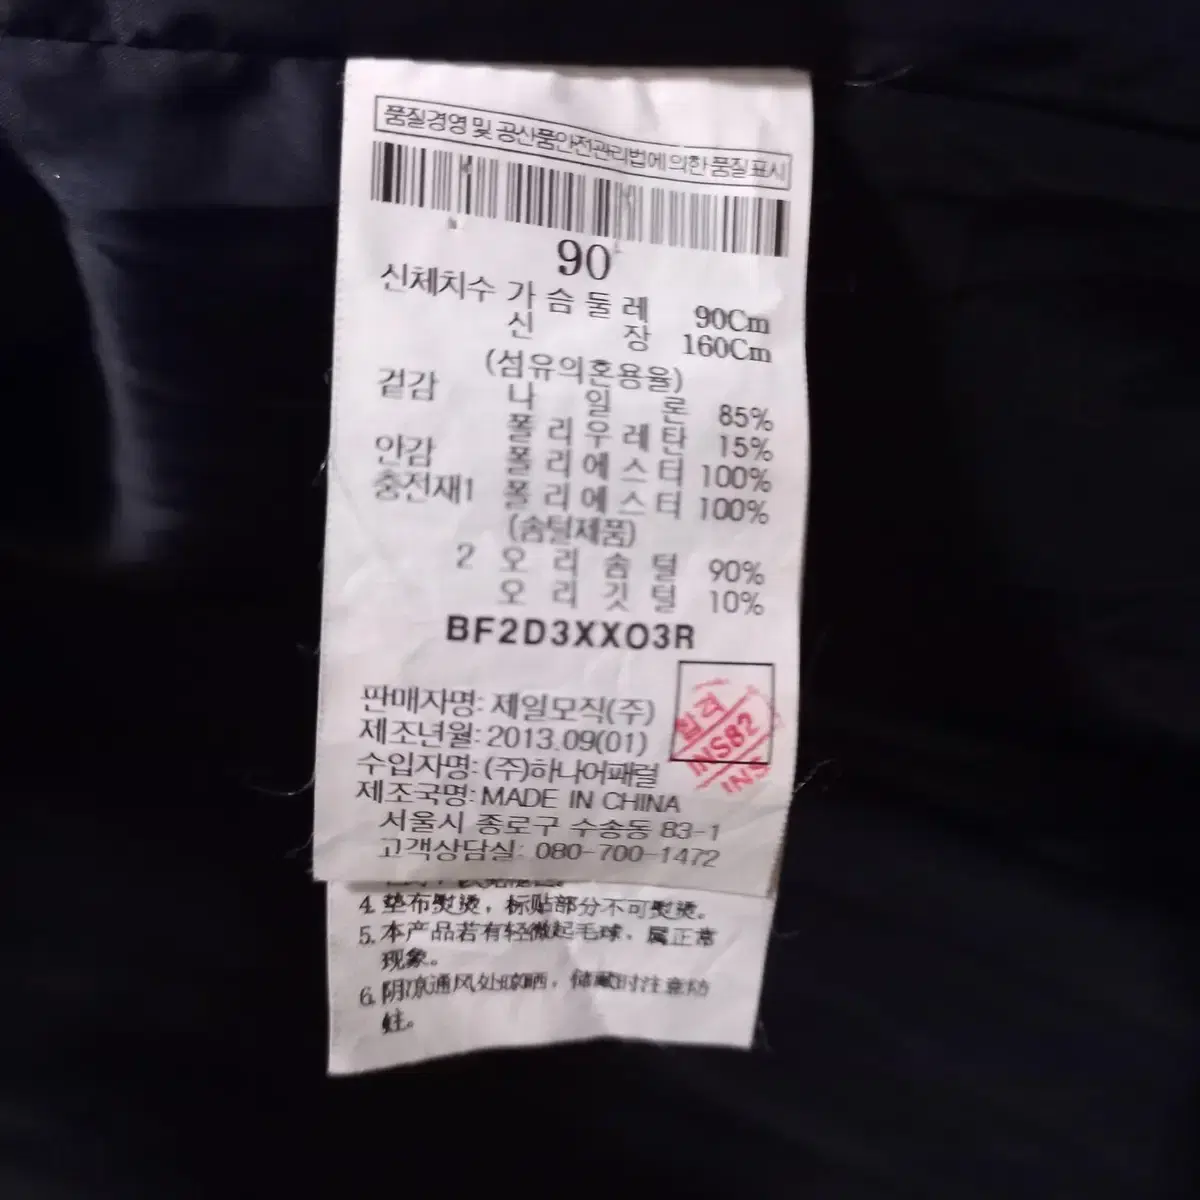 품질경영 및 공산품안전관리법에 의한 품질표시
90
신체치수 가슴둘레 90Cm
신장 160Cm
(섬유의혼용율)
겉감 나일론 85%
폴리우레탄 15%
안감 폴리에스터 100%
충전재1 폴리에스터 100%
(솜털제품)
2 오리솜털 90%
오리깃털 10%
BF2D3XXO3R
합격
INS82
INS
판매자명: 제일모직(주)
제조년월: 2013.09(01)
수입자명: (주)하나어패럴
제조국명: MADE IN CHINA
서울시 종로구 수송동 83-1
고객상담실: 080-700-1472
4. 垫布熨烫，标贴部分不可熨烫。
5. 本产品若有轻微起毛球，属正常
现象。
6. 阴凉通风处晾晒，储藏时注意防
蛀。